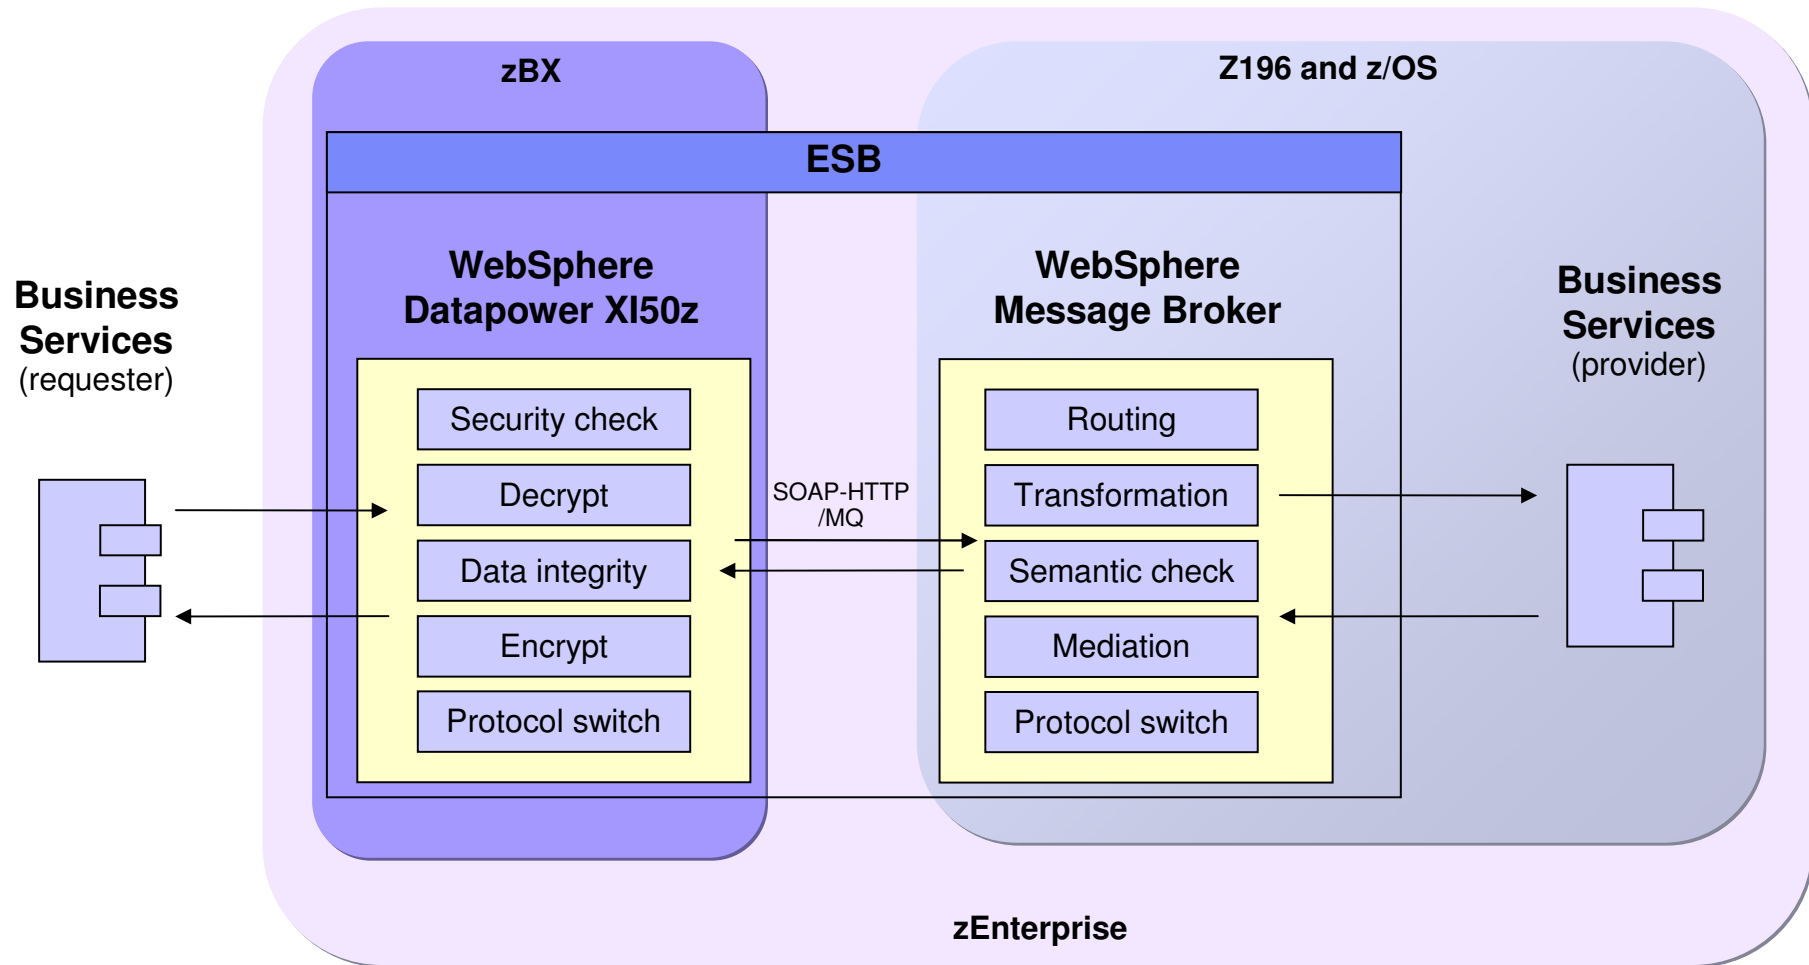 zBX
Z196 and z/OS
ESB
Business
Services
(requester)
WebSphere
Datapower XI50z
Security check
Decrypt
Data integrity
Encrypt
Protocol switch
SOAP-HTTP
/MQ
WebSphere
Message Broker
Routing
Transformation
Semantic check
Mediation
Protocol switch
Business
Services
(provider)
zEnterprise